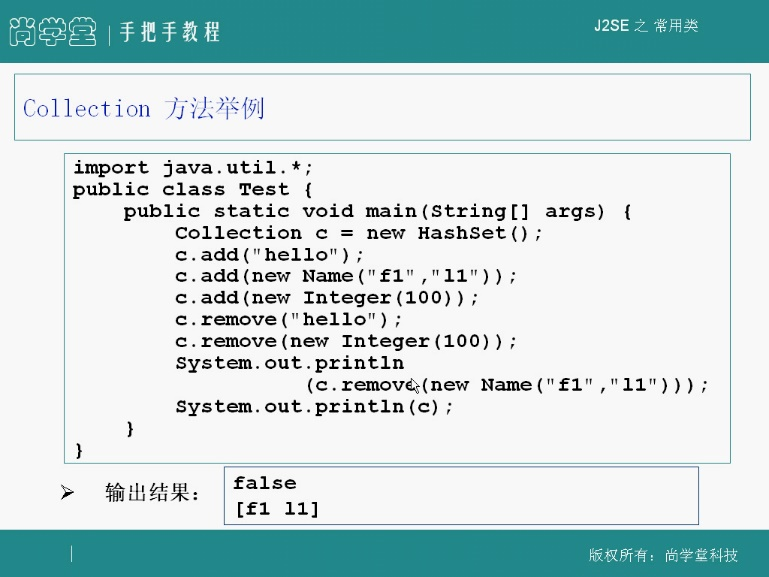 尚学堂 | 手把手教程
J2SE 之 常用类
Collection 方法举例
import java.util.*;
public class Test {
    public static void main(String[] args) {
        Collection c = new HashSet();
        c.add("hello");
        c.add(new Name("f1","l1"));
        c.add(new Integer(100));
        c.remove("hello");
        c.remove(new Integer(100));
        System.out.println
                  (c.remove(new Name("f1","l1")));
        System.out.println(c);
    }
}
➢ 输出结果：
false
[f1 l1]
版权所有：尚学堂科技